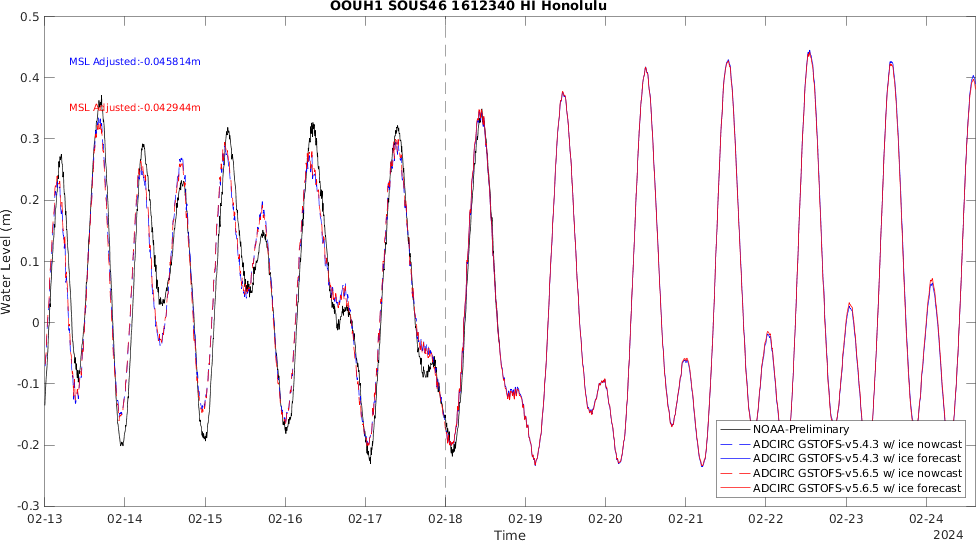 OOUH1 SOUS46 1612340 HI Honolulu
0.5
0.4
0.3
0.2
0.1
0
-0.1
-0.2
-0.3
Water Level (m)
MSL Adjusted:-0.045814m
MSL Adjusted:-0.042944m
NOAA-Preliminary
ADCIRC GSTOFS-v5.4.3 w/ ice nowcast
ADCIRC GSTOFS-v5.4.3 w/ ice forecast
ADCIRC GSTOFS-v5.6.5 w/ ice nowcast
ADCIRC GSTOFS-v5.6.5 w/ ice forecast
02-13 02-14 02-15 02-16 02-17 02-18 02-19 02-20 02-21 02-22 02-23 02-24
Time
2024